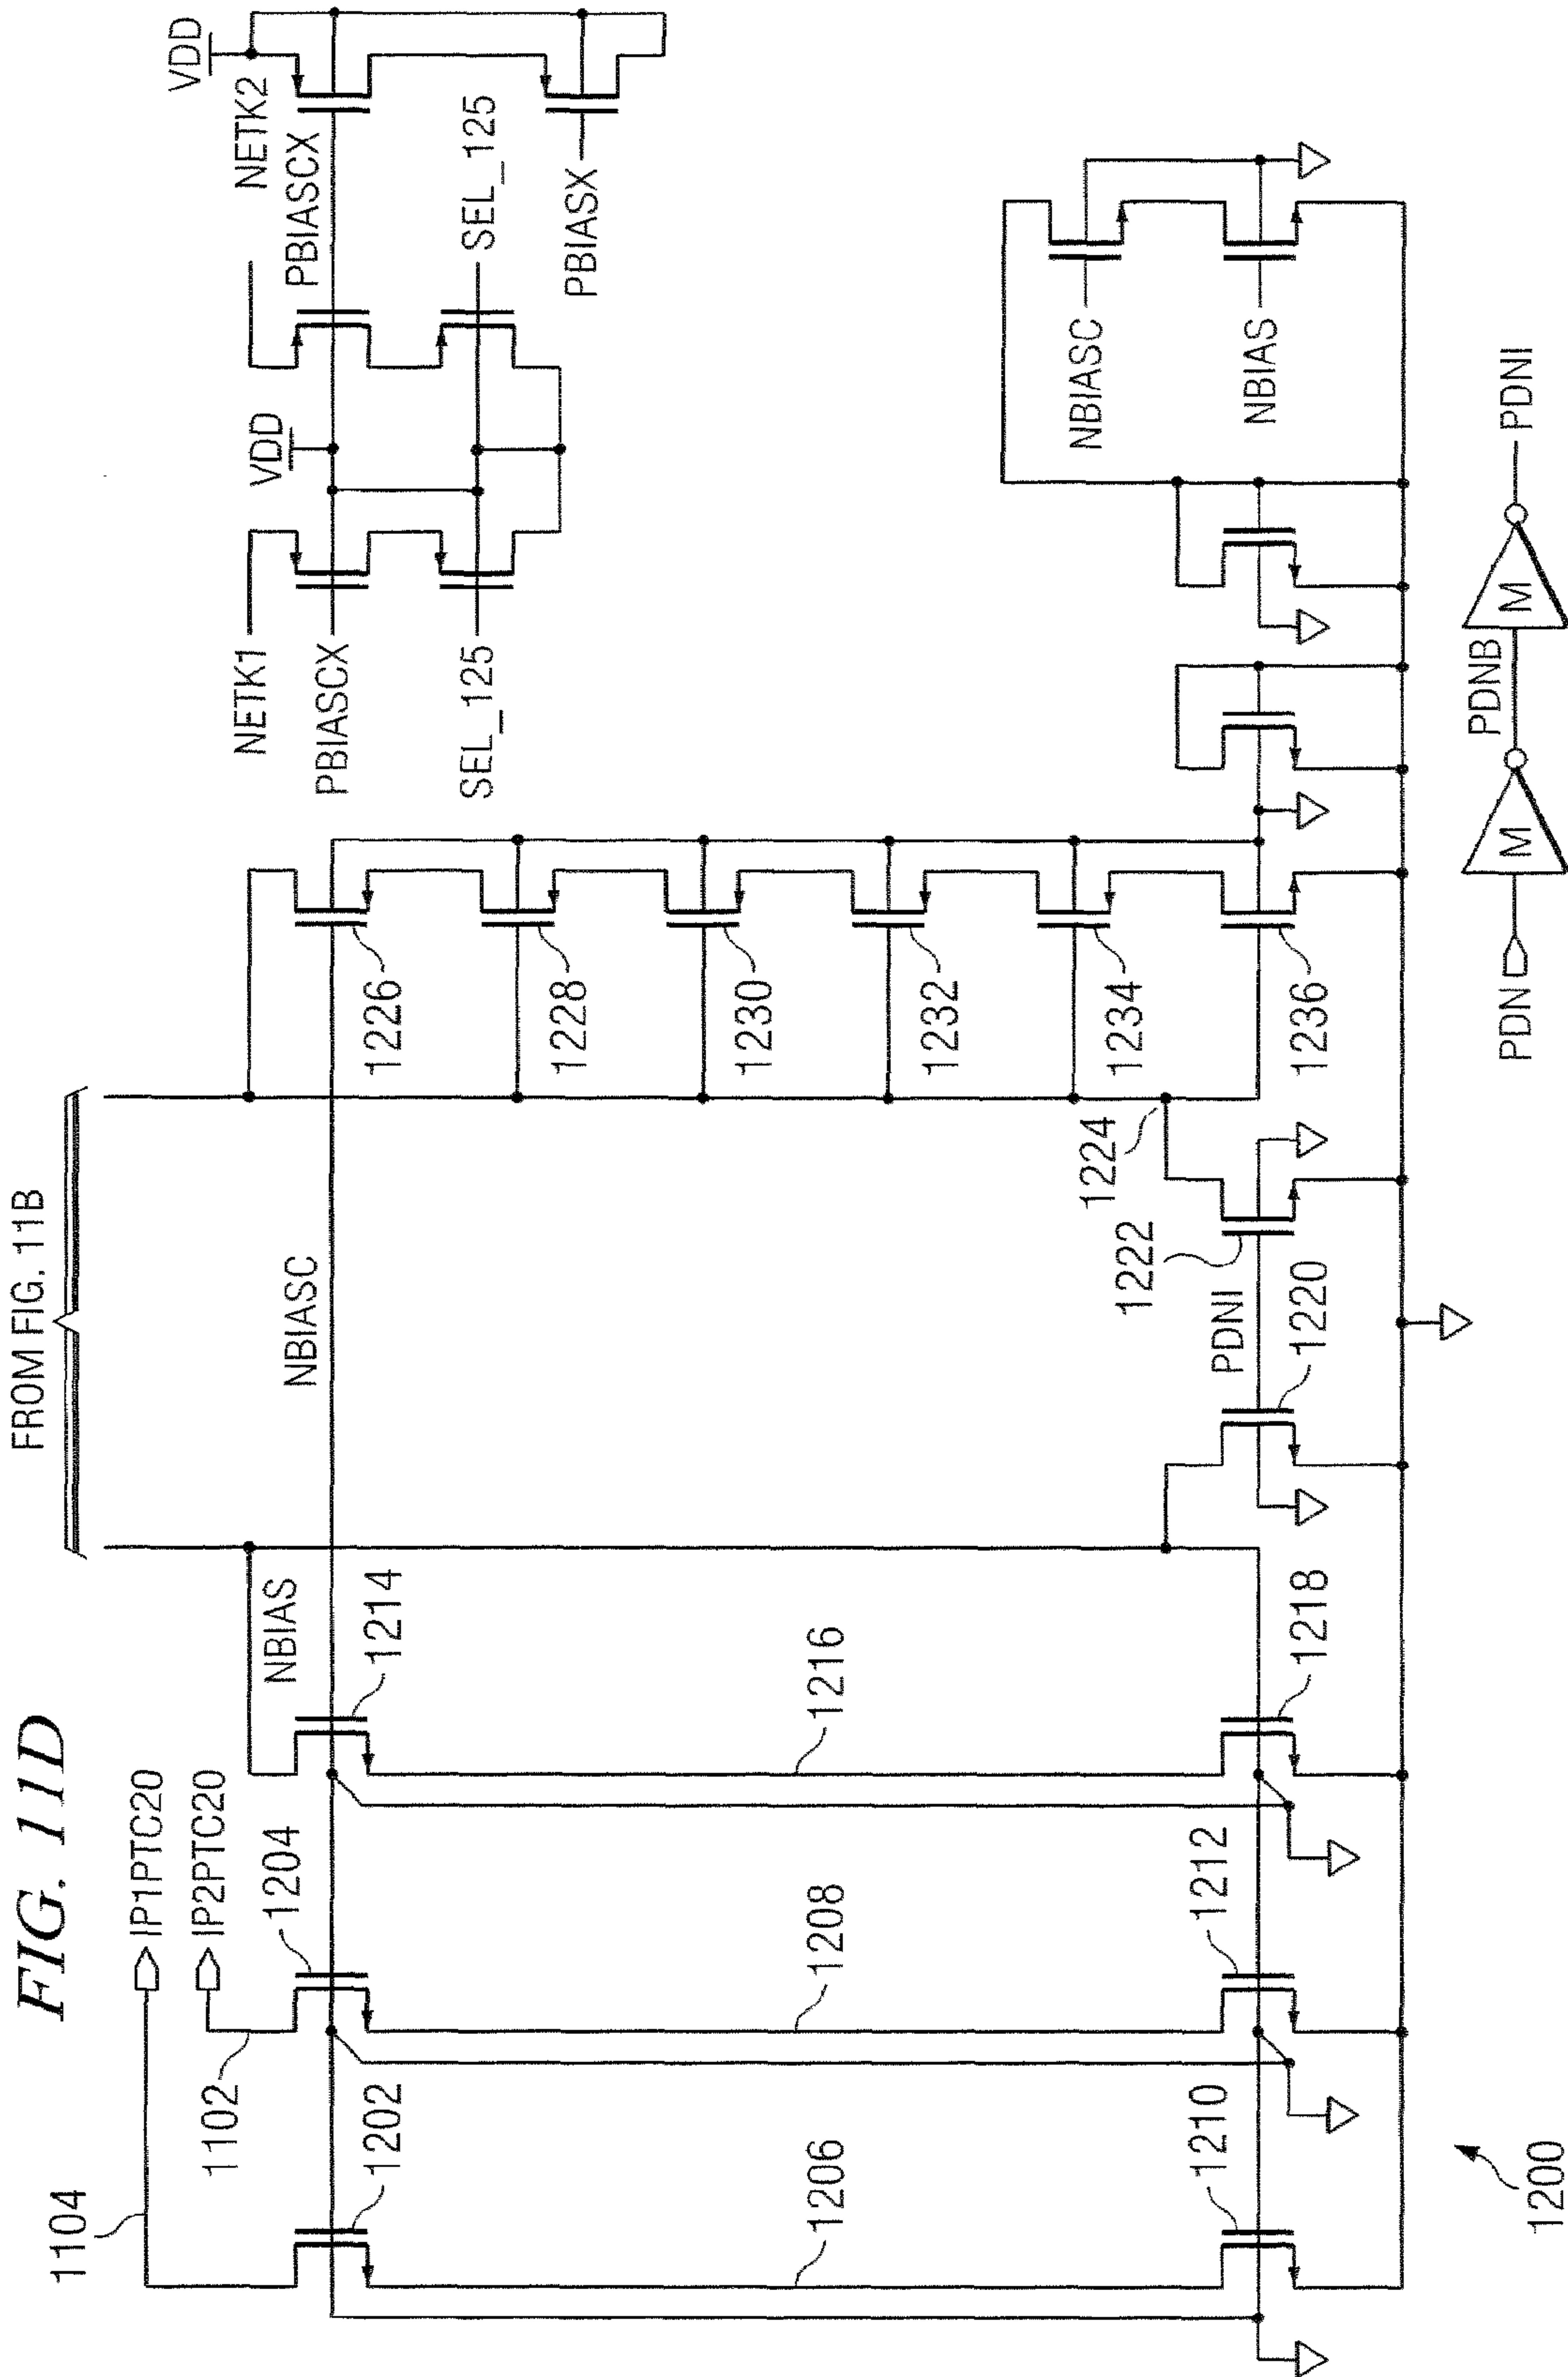 FIG. 11D
FROM FIG. 11B
1104
IP1PTC20
IP2PTC20
1102
1202
1204
NBIAS
1214
NBIASC
1206
1208
1216
1210
1212
1218
1220
PDNI
1222
1224
1226
1228
1230
1232
1234
1236
1200
NETK1
PBIASCX
SEL_125
VDD
NETK2
PBIASCX
SEL_125
VDD
PBIASX
NBIASC
NBIAS
PDN
M
PDNB
M
PDNI